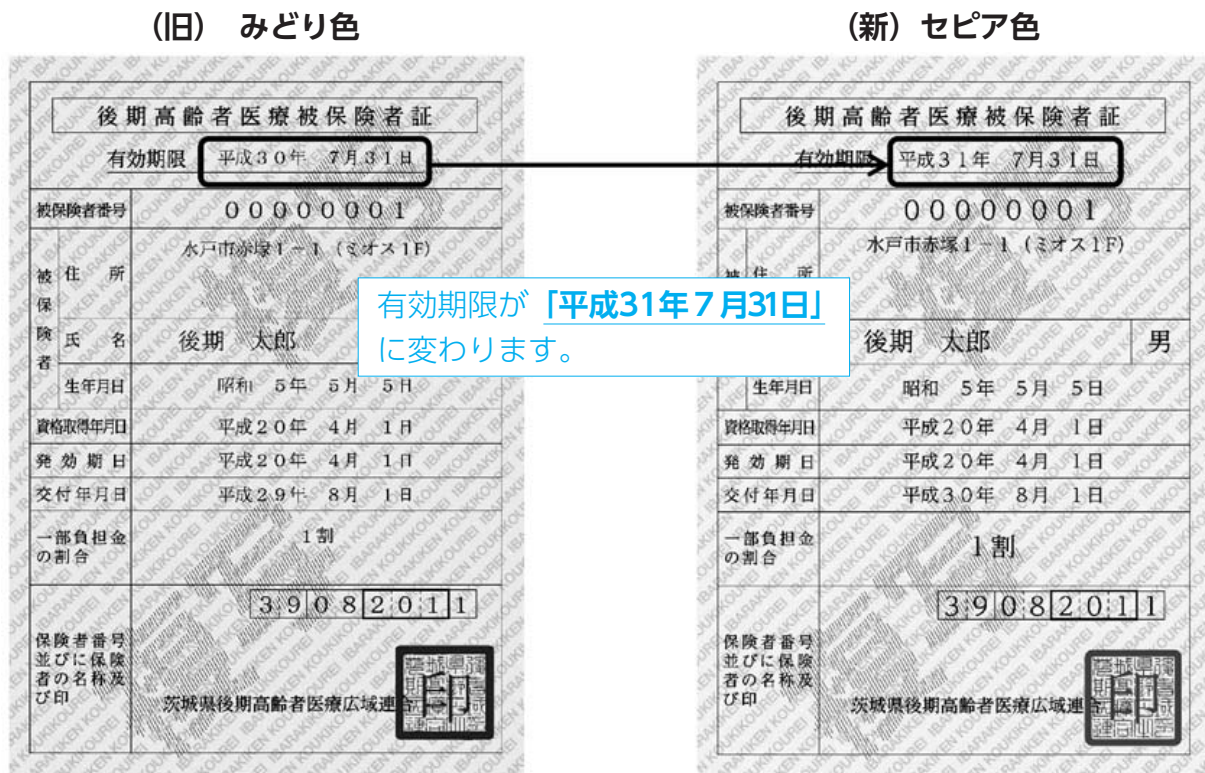 （旧） みどり色
後期高齢者医療被保険者証
有効期限 平成30年 7月31日
被保険者番号 00000001
被保険者
住所 水戸市赤塚1－1（ミオス1F）
氏名 後期 太郎
生年月日 昭和 5年 5月 5日
資格取得年月日 平成20年 4月 1日
発効期日 平成20年 4月 1日
交付年月日 平成29年 8月 1日
一部負担金 1割
の割合
39082011
保険者番号
並びに保険
者の名称及
び印
茨城県後期高齢者医療広域連合
有効期限が「平成31年７月31日」
に変わります。
（新）セピア色
後期高齢者医療被保険者証
有効期限 平成31年 7月31日
被保険者番号 00000001
住所 水戸市赤塚1－1（ミオス1F）
後期 太郎 男
生年月日 昭和 5年 5月 5日
資格取得年月日 平成20年 4月 1日
発効期日 平成20年 4月 1日
交付年月日 平成30年 8月 1日
一部負担金 1割
の割合
39082011
保険者番号
並びに保険
者の名称及
び印
茨城県後期高齢者医療広域連合